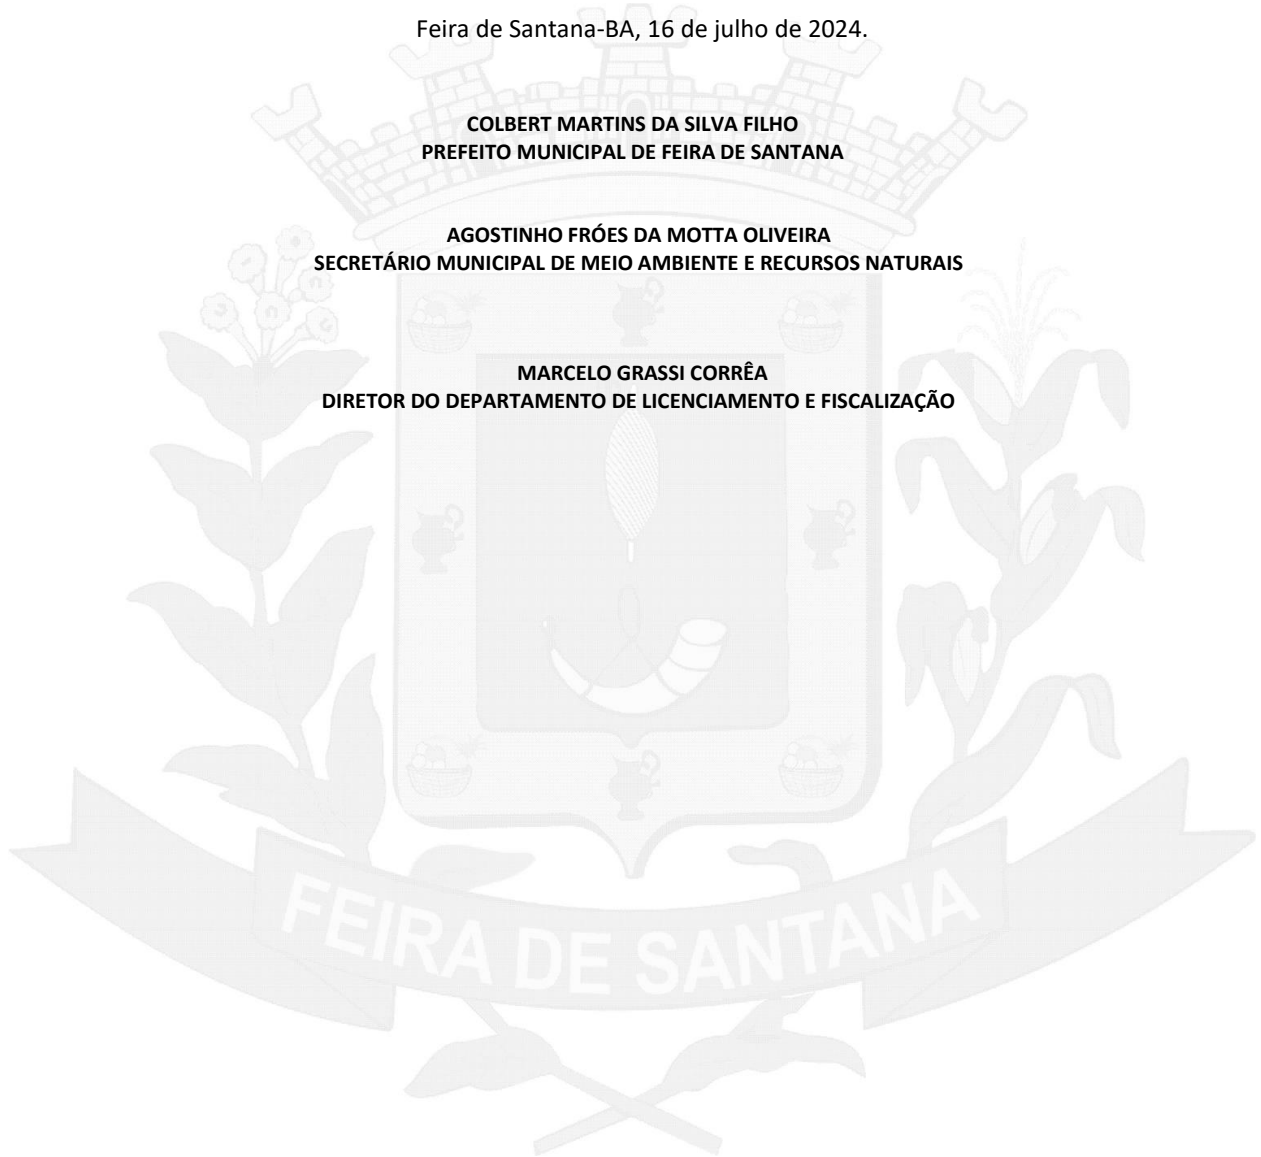 Feira de Santana-BA, 16 de julho de 2024.
COLBERT MARTINS DA SILVA FILHO
PREFEITO MUNICIPAL DE FEIRA DE SANTANA
AGOSTINHO FRÓES DA MOTTA OLIVEIRA
SECRETÁRIO MUNICIPAL DE MEIO AMBIENTE E RECURSOS NATURAIS
MARCELO GRASSI CORRÊA
DIRETOR DO DEPARTAMENTO DE LICENCIAMENTO E FISCALIZAÇÃO
FEIRA DE SANTANA